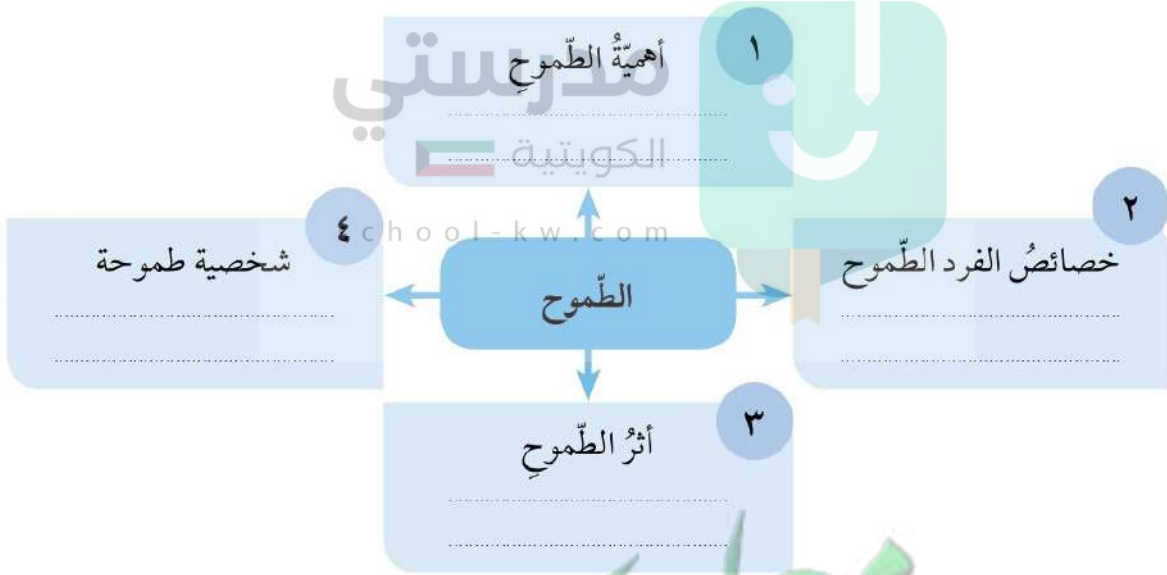 ١
أهميّةُ الطّموحِ
مدرستي
الكويتية
٢
خصائصُ الفرد الطّموح
٤
شخصية طموحة
chool-kw.com
الطّموح
٣
أثرُ الطّموحِ